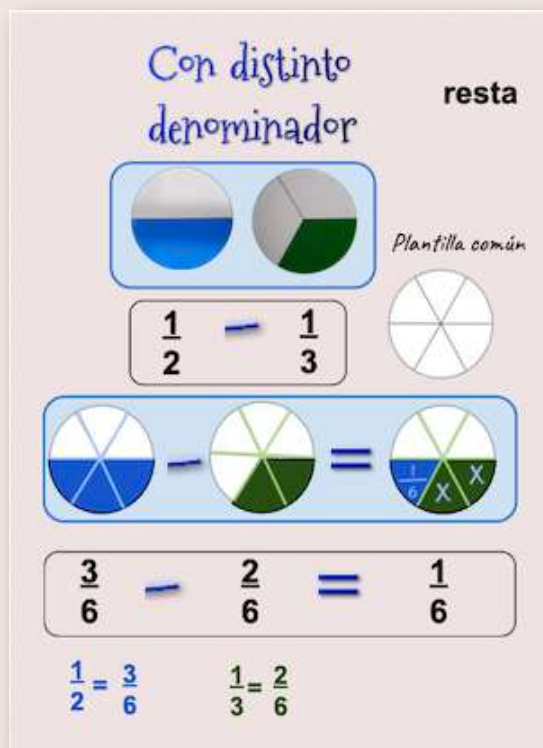 Con distinto
denominador
resta
Plantilla común
1/2 - 1/3
1/6 X X
- =
3/6 - 2/6 = 1/6
1/2 = 3/6
1/3 = 2/6